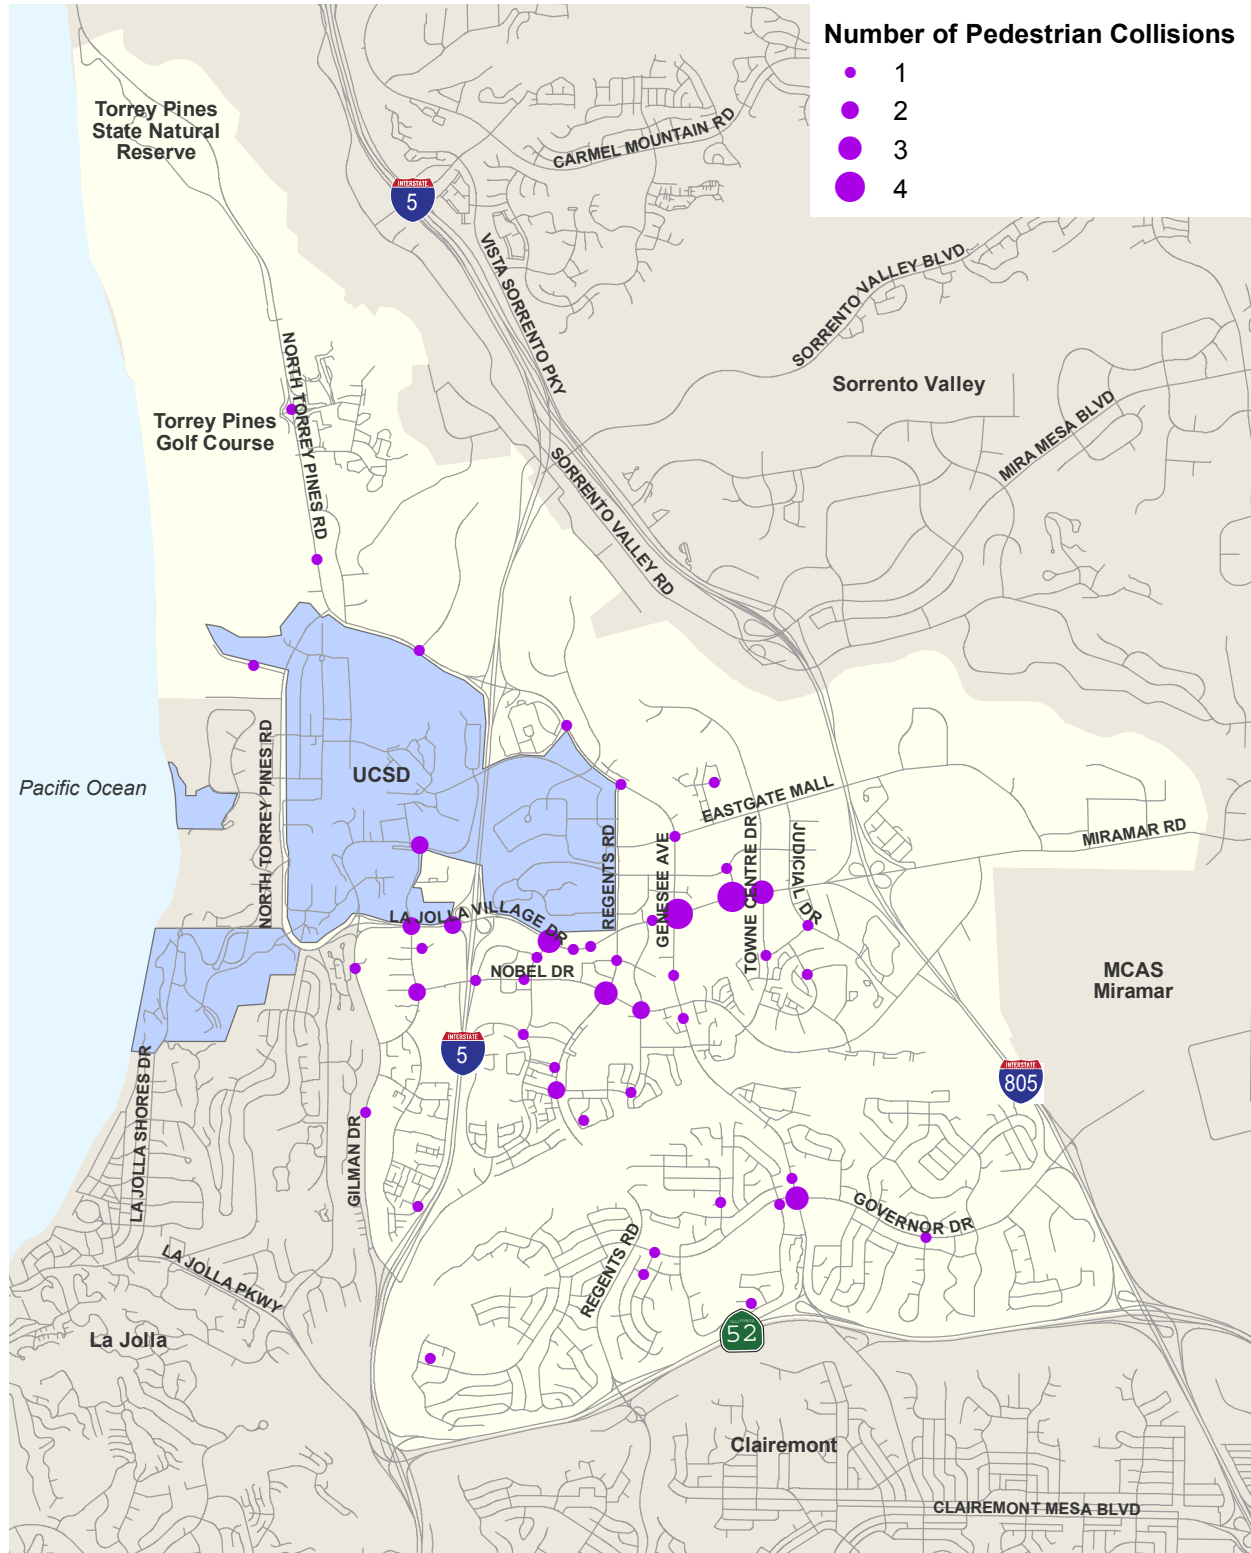 Number of Pedestrian Collisions
1
2
3
4
Torrey Pines
State Natural
Reserve
CARMEL MOUNTAIN RD
INTERSTATE
5
VISTA SORRENTO PKY
SORRENTO VALLEY BLVD
Sorrento Valley
MIRA MESA BLVD
NORTH TORREY PINES RD
Torrey Pines
Golf Course
SORRENTO VALLEY RD
UCSD
Pacific Ocean
NORTH TORREY PINES RD
EASTGATE MALL
MIRAMAR RD
REGENTS RD
GENESEE AVE
TOWNE CENTRE DR
JUDICIAL DR
LA JOLLA VILLAGE DR
NOBEL DR
MCAS
Miramar
INTERSTATE
5
INTERSTATE
805
LA JOLLA SHORES DR
GILMAN DR
GOVERNOR DR
REGENTS RD
LA JOLLA PKWY
52
La Jolla
Clairemont
CLAIREMONT MESA BLVD